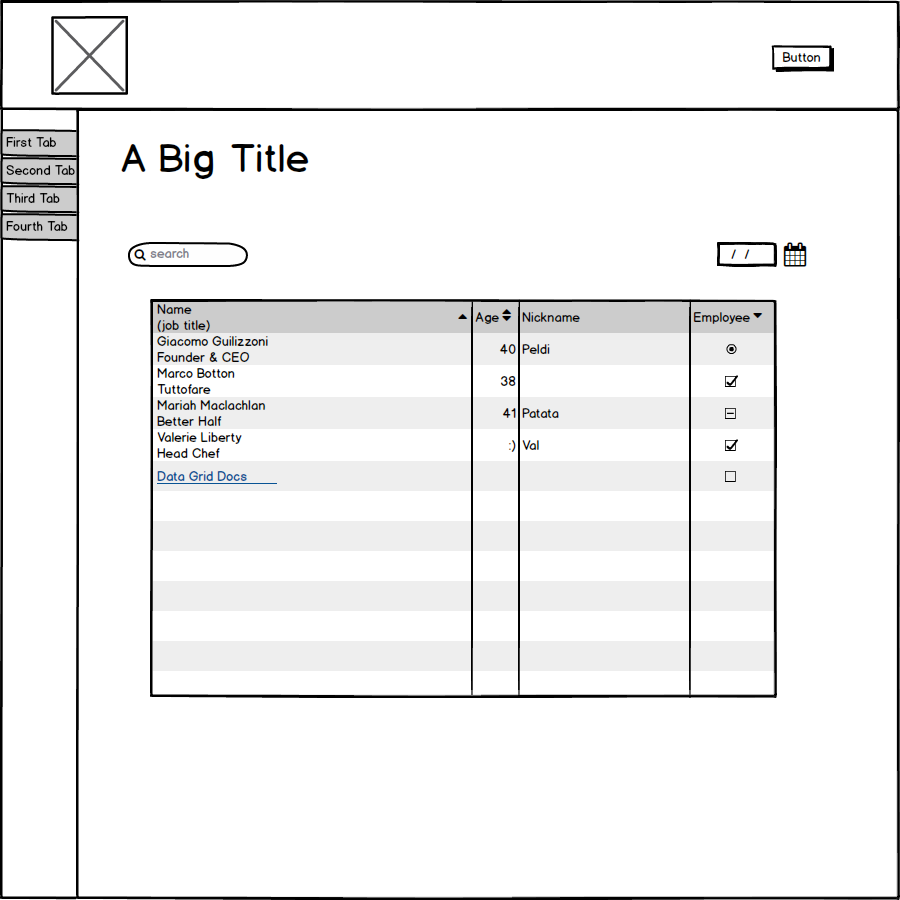 Button
First Tab
Second Tab
Third Tab
Fourth Tab
A Big Title
search
/ /
Name
(job title)
Age
Nickname
Employee
Giacomo Guilizzoni
Founder & CEO
40
Peldi
Marco Botton
Tuttofare
38
Mariah Maclachlan
Better Half
41
Patata
Valerie Liberty
Head Chef
:)
Val
Data Grid Docs